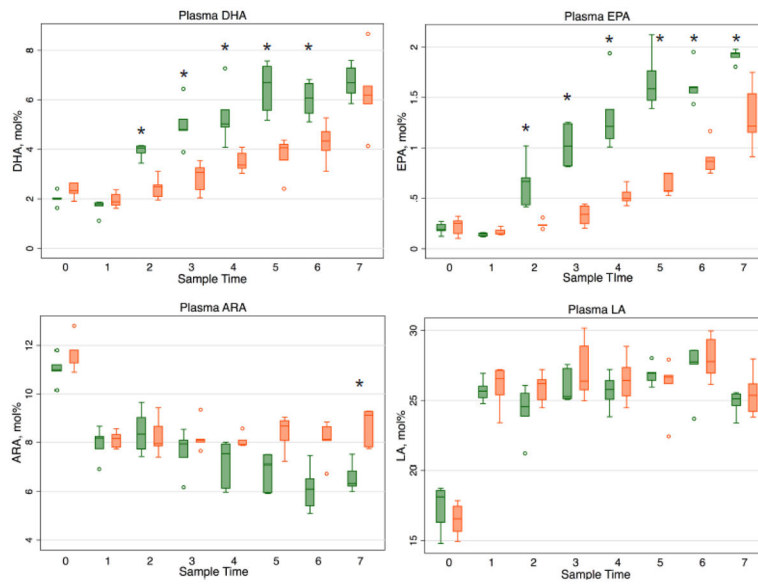 Plasma DHA
8
6
4
2
0
DHA, mol%
* * * * *
0 1 2 3 4 5 6 7
Sample Time
Plasma EPA
2
1.5
1
.5
0
EPA, mol%
* * * * * *
0 1 2 3 4 5 6 7
Sample TIme
Plasma ARA
12
10
8
6
4
ARA, mol%
*
0 1 2 3 4 5 6 7
Sample Time
Plasma LA
30
25
20
15
LA, mol%
0 1 2 3 4 5 6 7
Sample Time